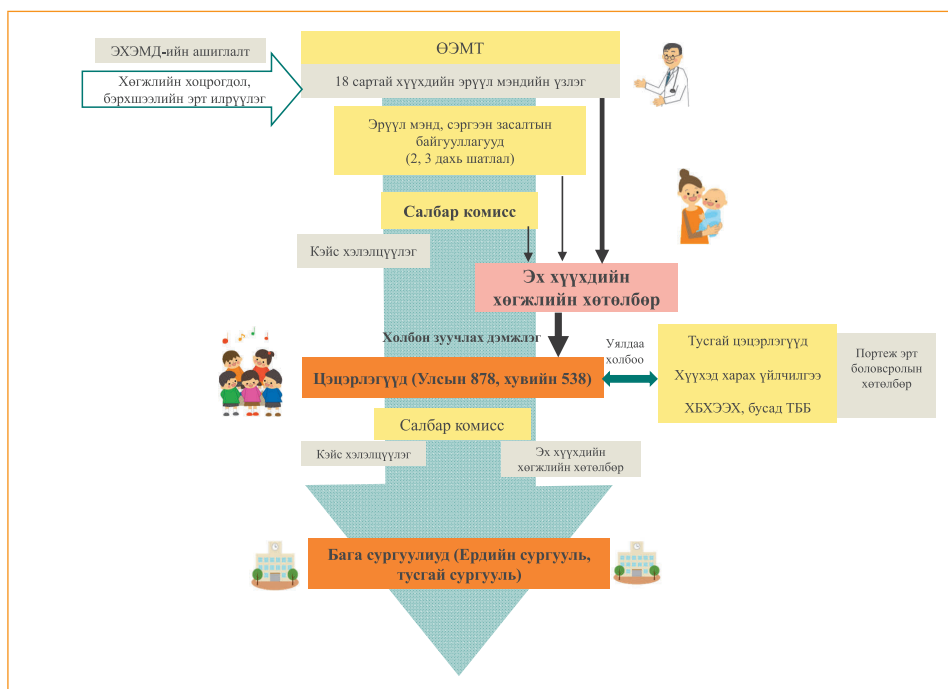 ЭХЭМД-ийн ашиглалт
Хөгжлийн хоцрогдол,
бэрхшээлийн эрт илрүүлэг
ӨЭМТ
18 сартай хүүхдийн эрүүл мэндийн үзлэг
Эрүүл мэнд, сэргээн засалтын
байгууллагууд
(2, 3 дахь шатлал)
Салбар комисс
Кэйс хэлэлцүүлэг
Эх хүүхдийн
хөгжлийн хөтөлбөр
Холбон зуучлах дэмжлэг
Цэцэрлэгүүд (Улсын 878, хувийн 538)
Уялдаа
холбоо
Тусгай цэцэрлэгүүд
Хүүхэд харах үйлчилгээ
ХБХЭЭХ, бусад ТББ
Портеж эрт
боловсролын
хөтөлбөр
Салбар комисс
Кэйс хэлэлцүүлэг
Эх хүүхдийн
хөгжлийн хөтөлбөр
Бага сургуулиуд (Ердийн сургууль,
тусгай сургууль)